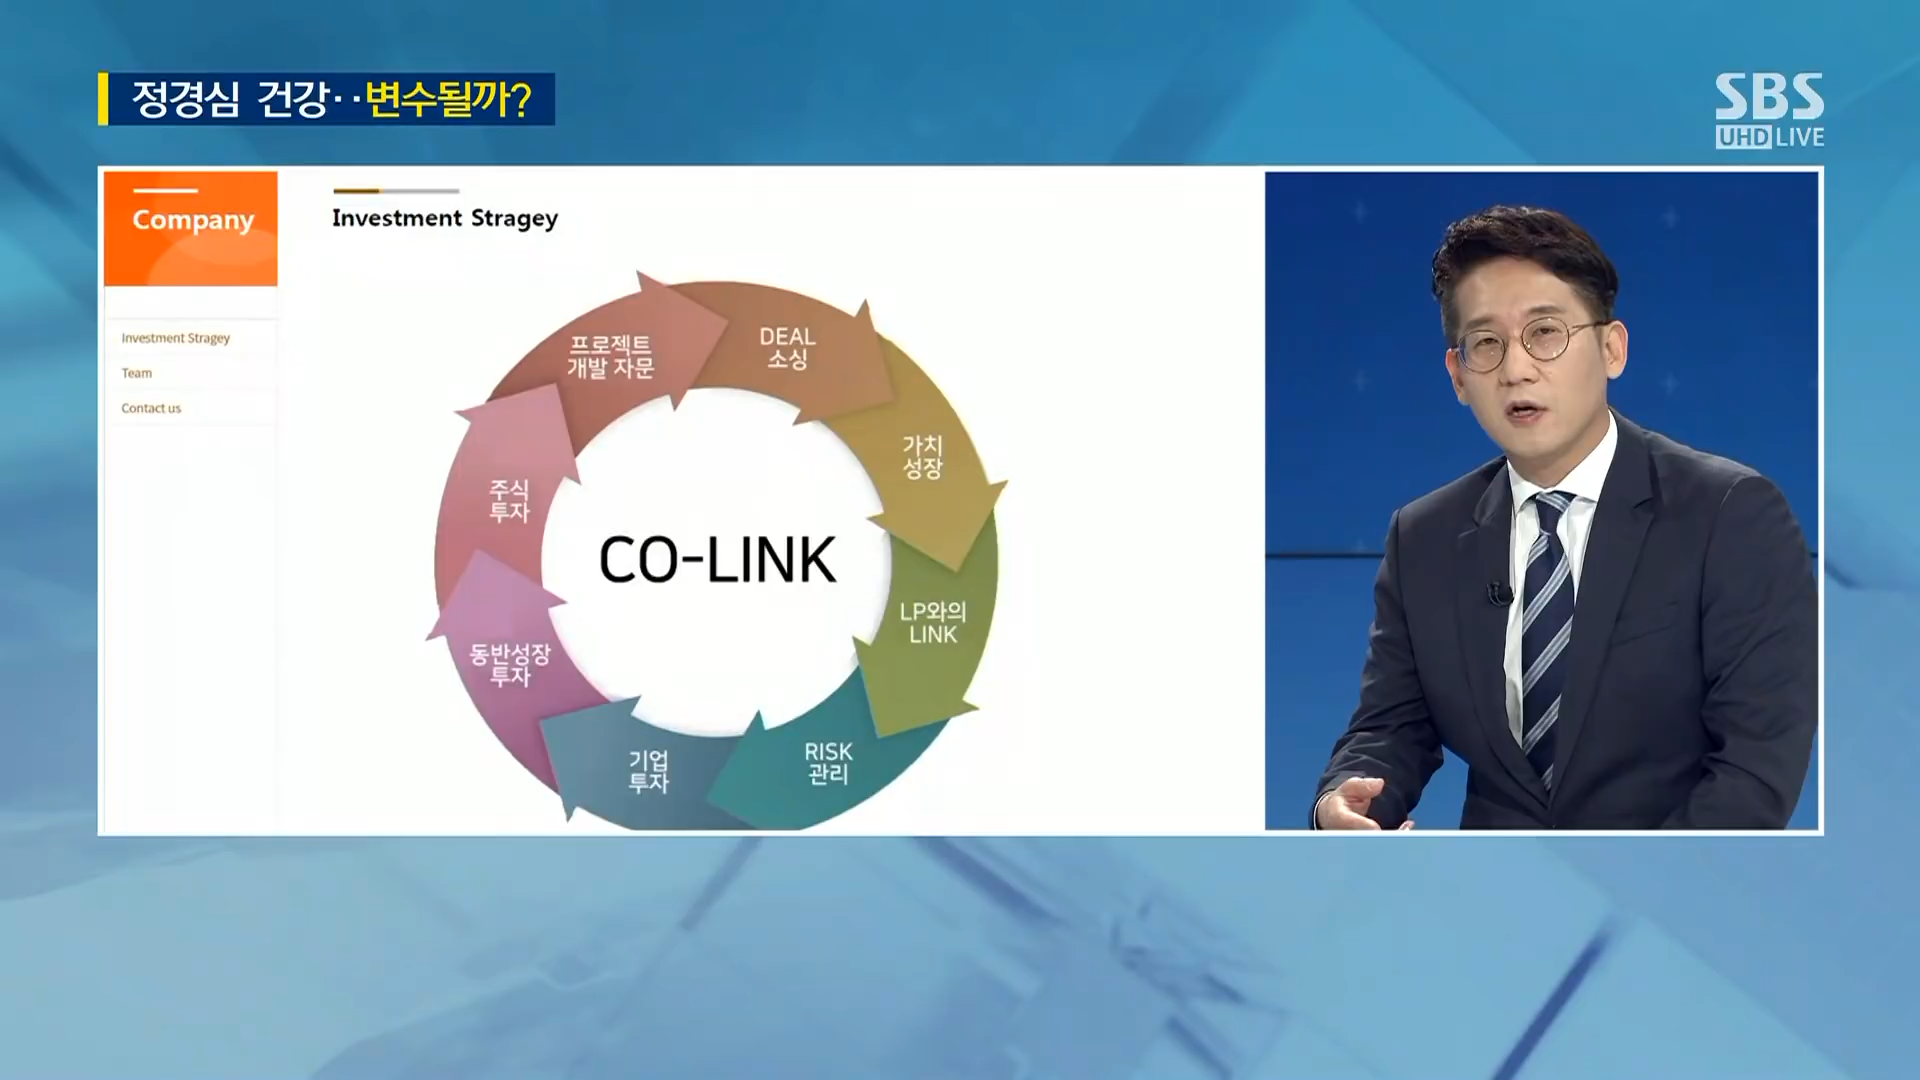 정경심 건강··변수될까?
SBS
UHD LIVE
Company
Investment Stragey
Team
Contact us
Investment Stragey
프로젝트
개발 자문
DEAL
소싱
가치
성장
LP와의
LINK
RISK
관리
기업
투자
동반성장
투자
주식
투자
CO-LINK